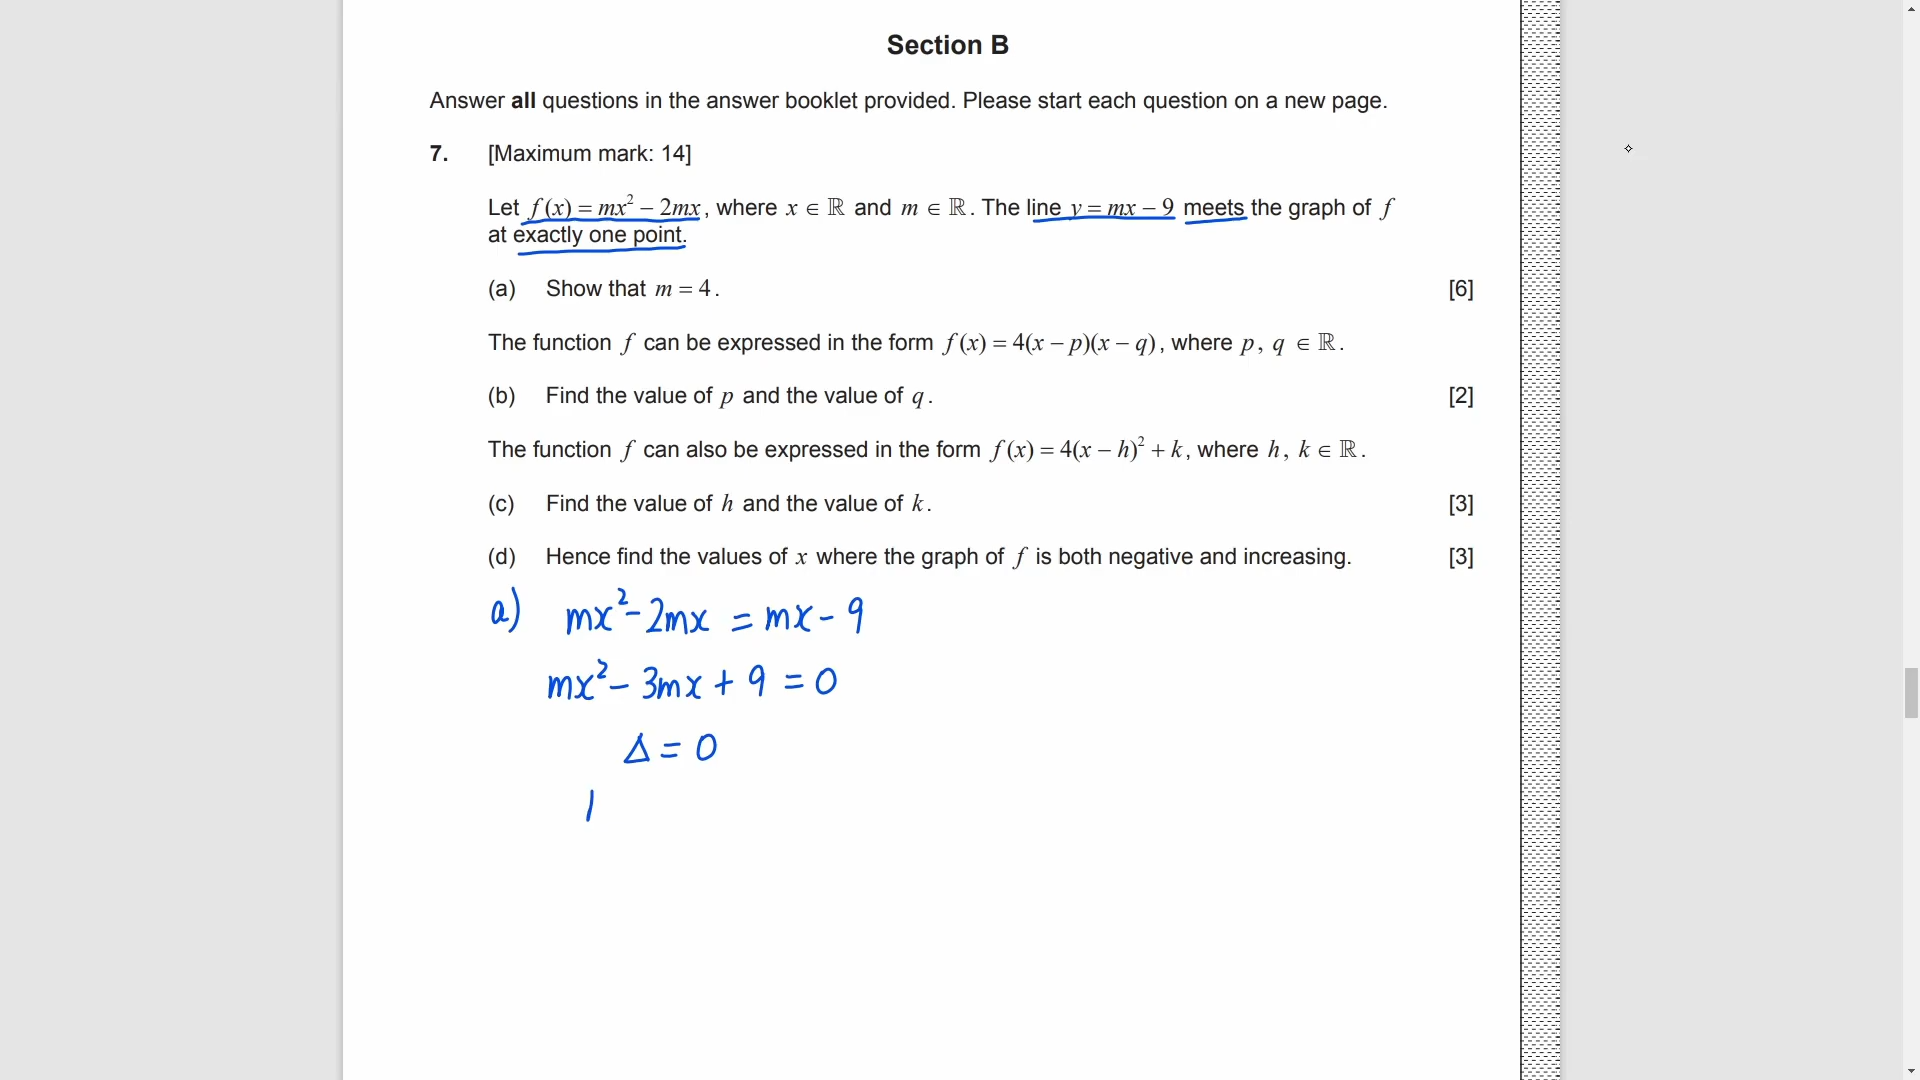 Section B
Answer all questions in the answer booklet provided. Please start each question on a new page.
7. [Maximum mark: 14]
Let f(x) = mx² − 2mx, where x ∈ ℝ and m ∈ ℝ. The line y = mx − 9 meets the graph of f
at exactly one point.
(a) Show that m = 4. [6]
The function f can be expressed in the form f(x) = 4(x − p)(x − q), where p, q ∈ ℝ.
(b) Find the value of p and the value of q. [2]
The function f can also be expressed in the form f(x) = 4(x − h)² + k, where h, k ∈ ℝ.
(c) Find the value of h and the value of k. [3]
(d) Hence find the values of x where the graph of f is both negative and increasing. [3]
a) mx² − 2mx = mx − 9
mx² − 3mx + 9 = 0
Δ = 0